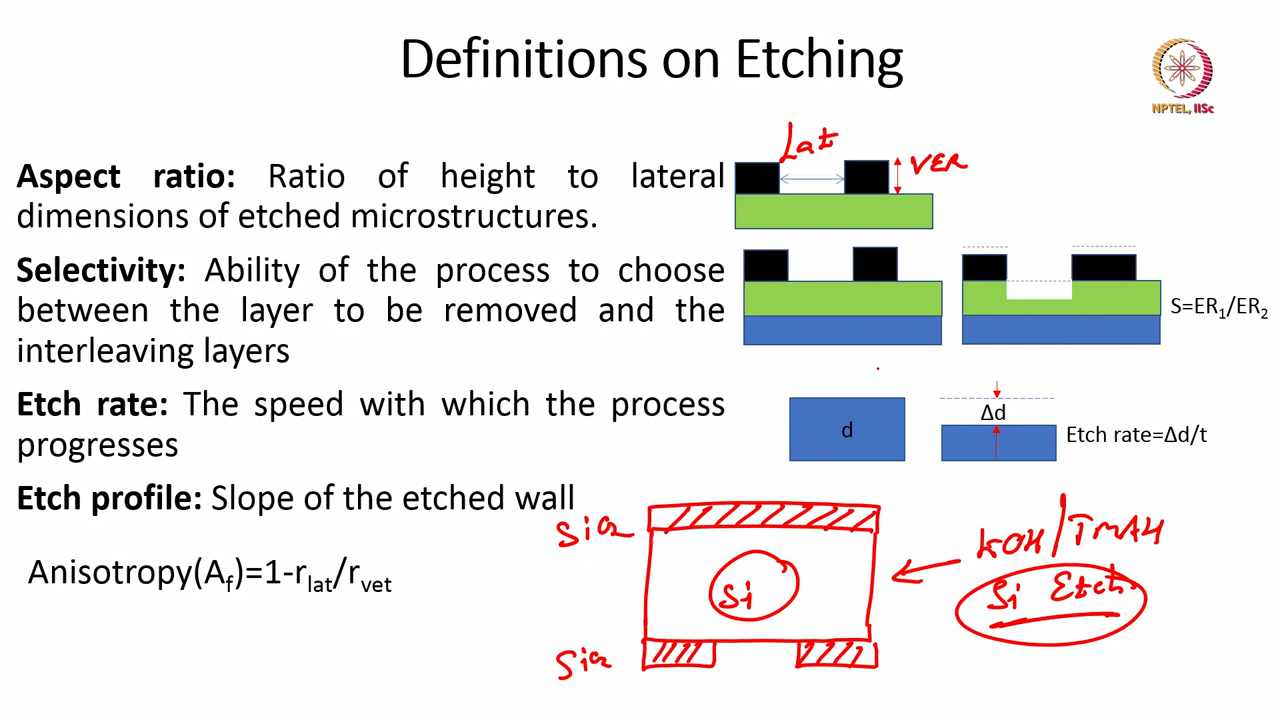 Definitions on Etching
NPTEL, IISc
Aspect ratio: Ratio of height to lateral
dimensions of etched microstructures.
Lat
VER
Selectivity: Ability of the process to choose
between the layer to be removed and the
interleaving layers
S=ER1/ER2
Etch rate: The speed with which the process
progresses
d
Δd
Etch rate=Δd/t
Etch profile: Slope of the etched wall
Anisotropy(Af)=1-rlat/rvet
SiO2
Si
SiO2
KOH/TMAH
Si Etch.